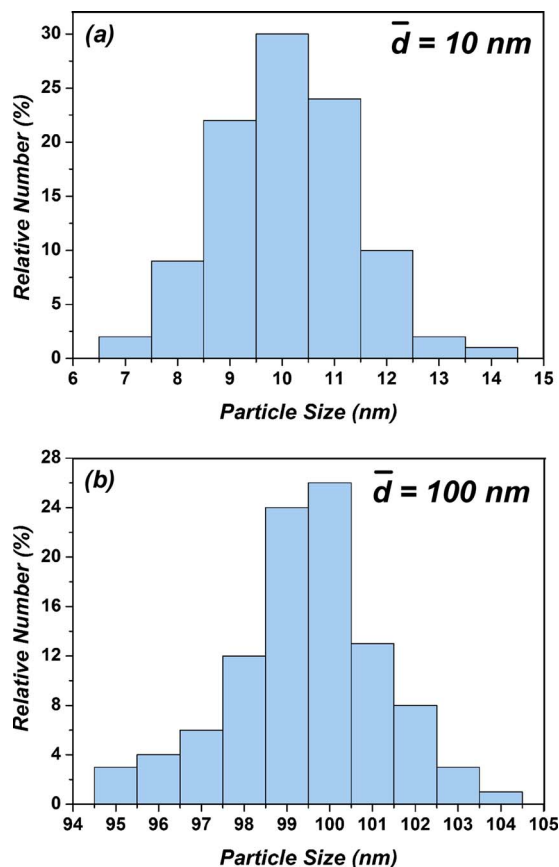 (a)
d̄ = 10 nm
Relative Number (%)
30
25
20
15
10
5
0
6 7 8 9 10 11 12 13 14 15
Particle Size (nm)
(b)
d̄ = 100 nm
Relative Number (%)
28
24
20
16
12
8
4
0
94 95 96 97 98 99 100 101 102 103 104 105
Particle Size (nm)